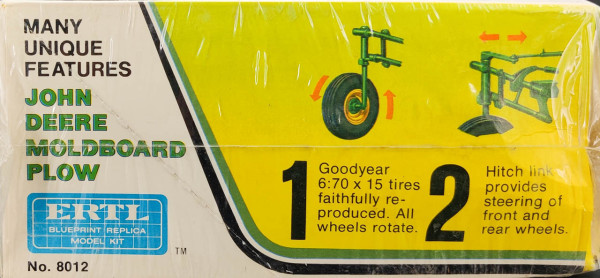 MANY
UNIQUE
FEATURES
JOHN
DEERE
MOLDBOARD
PLOW
ERTL
BLUEPRINT REPLICA
MODEL KIT
TM
No. 8012
1
Goodyear
6:70 x 15 tires
faithfully re-
produced. All
wheels rotate.
2
Hitch link
provides
steering of
front and
rear wheels.